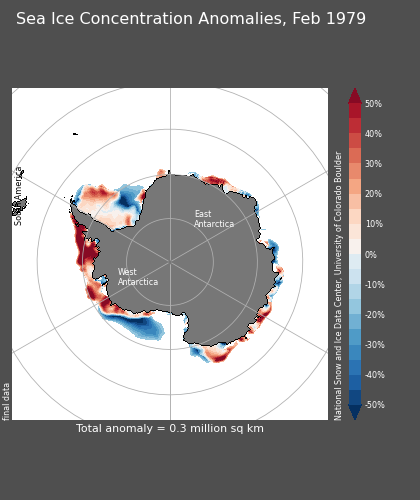 Sea Ice Concentration Anomalies, Feb 1979
South America
East
Antarctica
West
Antarctica
50%
40%
30%
20%
10%
0%
-10%
-20%
-30%
-40%
-50%
National Snow and Ice Data Center, University of Colorado Boulder
final data
Total anomaly = 0.3 million sq km